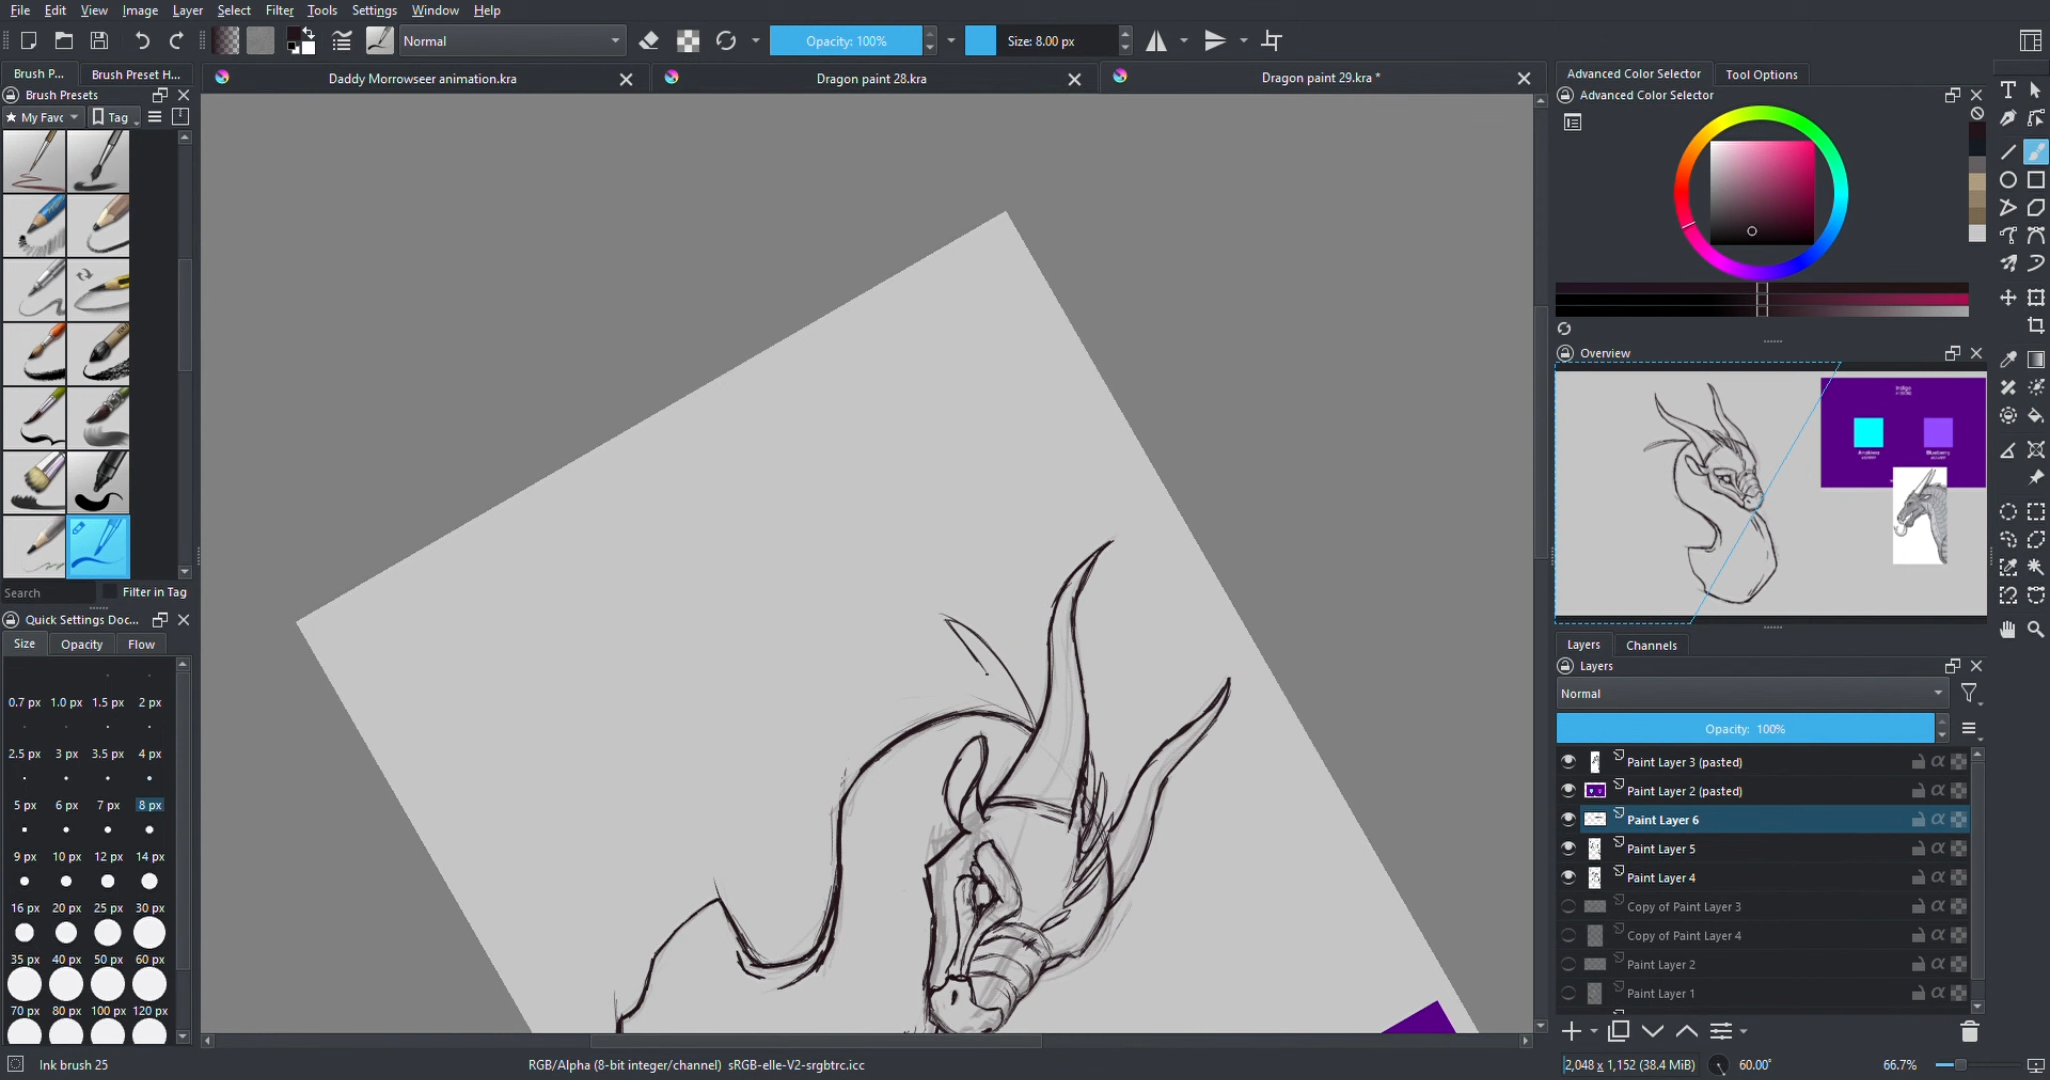 File Edit View Image Layer Select Filter Tools Settings Window Help
Normal Opacity: 100% Size: 8.00 px
Brush P... Brush Preset H... Daddy Morrowseer animation.kra Dragon paint 28.kra Dragon paint 29.kra * Advanced Color Selector Tool Options
Brush Presets Advanced Color Selector
My Favc Tag
Overview
Search Filter in Tag
Quick Settings Doc...
Size Opacity Flow
Layers Channels
Layers
Normal
0.7 px 1.0 px 1.5 px 2 px
Opacity: 100%
2.5 px 3 px 3.5 px 4 px
Paint Layer 3 (pasted)
Paint Layer 2 (pasted)
5 px 6 px 7 px 8 px
Paint Layer 6
Paint Layer 5
9 px 10 px 12 px 14 px
Paint Layer 4
16 px 20 px 25 px 30 px
Copy of Paint Layer 3
Copy of Paint Layer 4
35 px 40 px 50 px 60 px
Paint Layer 2
Paint Layer 1
70 px 80 px 100 px 120 px
Ink brush 25 RGB/Alpha (8-bit integer/channel) sRGB-elle-V2-srgbtrc.icc 2,048 x 1,152 (38.4 MiB) 60.00° 66.7%